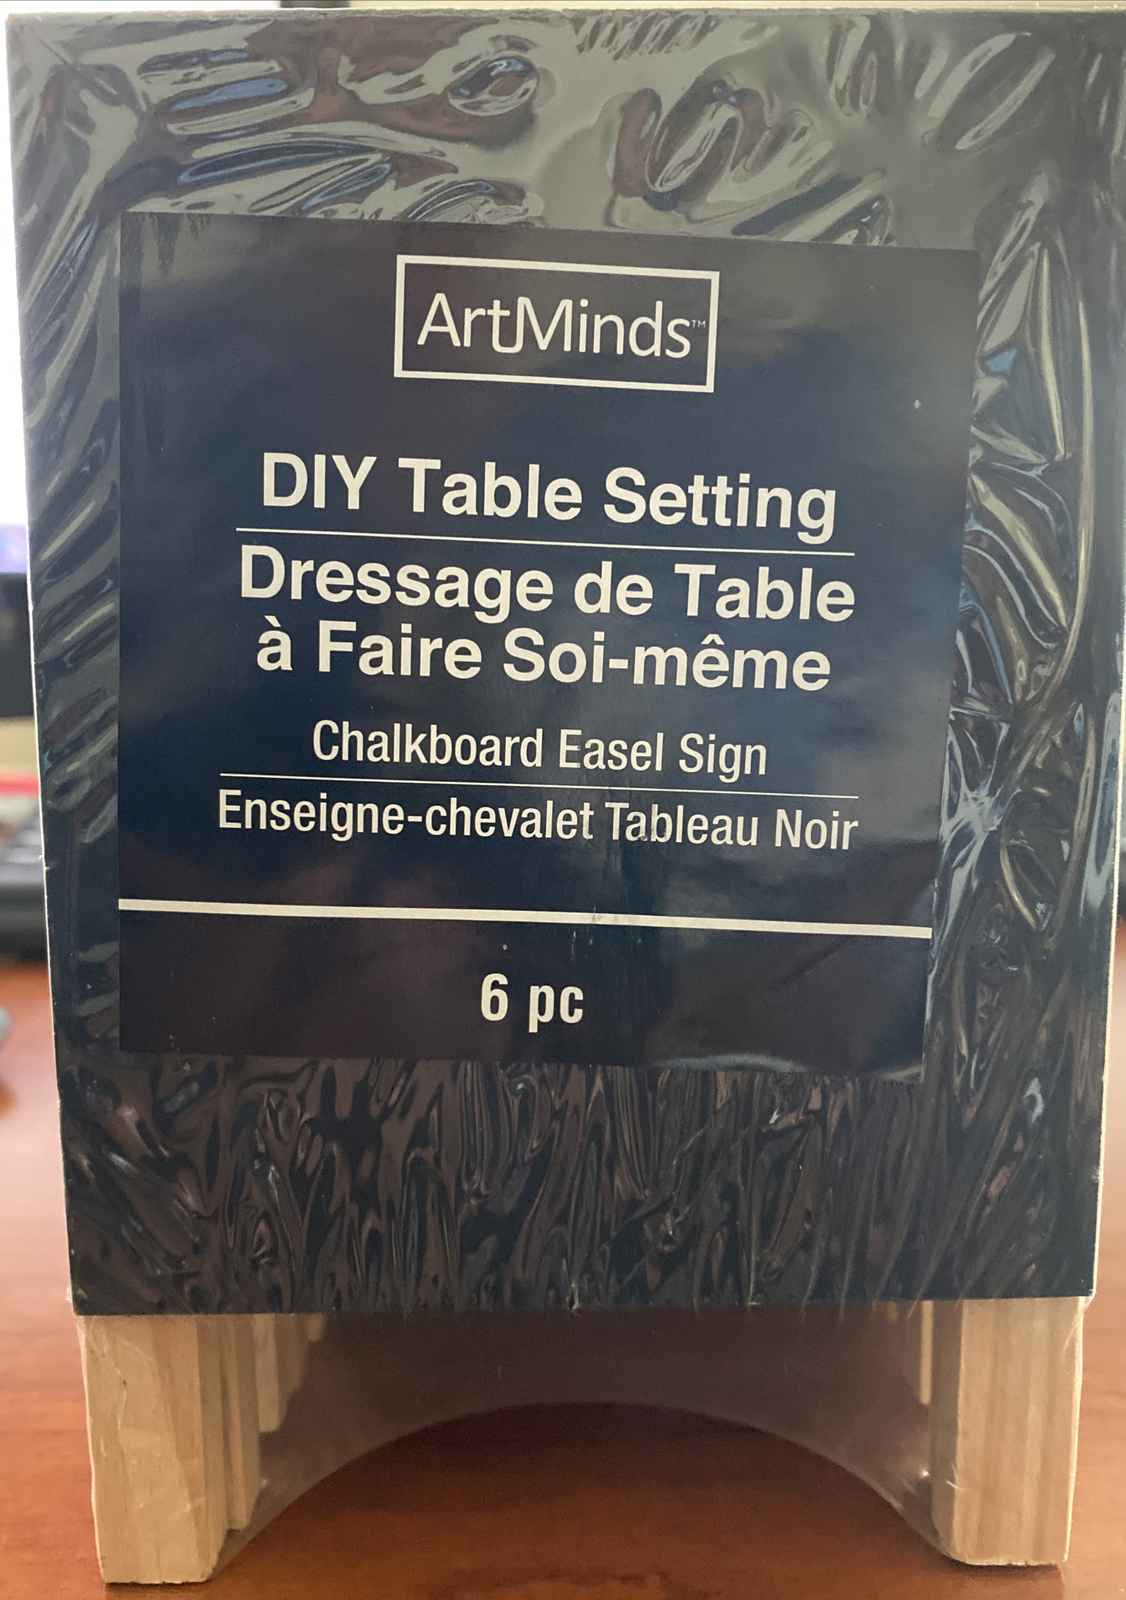 ArtMinds™
DIY Table Setting
Dressage de Table
à Faire Soi-même
Chalkboard Easel Sign
Enseigne-chevalet Tableau Noir
6 pc